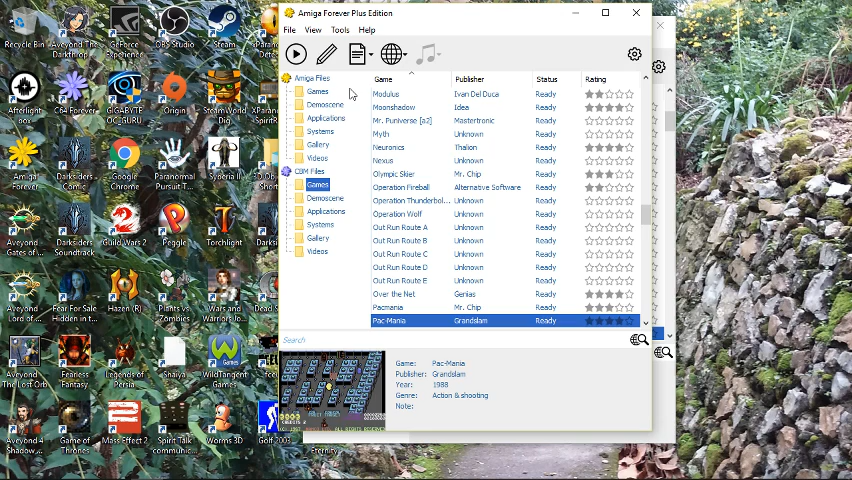 Amiga Forever Plus Edition
File View Tools Help
Amiga Files
Games
Demoscene
Applications
Systems
Gallery
Videos
CBM Files
Games
Demoscene
Applications
Systems
Gallery
Videos
Game Publisher Status Rating
Modulus Ivan Del Duca Ready
Moonshadow Idea Ready
Mr. Puniverse [a2] Mastertronic Ready
Myth Unknown Ready
Neuronics Thalion Ready
Nexus Unknown Ready
Olympic Skier Mr. Chip Ready
Operation Fireball Alternative Software Ready
Operation Thunderbol... Unknown Ready
Operation Wolf Unknown Ready
Out Run Route A Unknown Ready
Out Run Route B Unknown Ready
Out Run Route C Unknown Ready
Out Run Route D Unknown Ready
Out Run Route E Unknown Ready
Over the Net Genias Ready
Pacmania Mr. Chip Ready
Pac-Mania Grandslam Ready
Search
Game: Pac-Mania
Publisher: Grandslam
Year: 1988
Genre: Action & shooting
Note:
Recycle Bin
Aveyond The Darkthrop...
GeForce Experience
OBS Studio
Steam
Afterlight
C64 Forever
GIGABYTE OC_GURU
Origin
SteamWorld Dig
Amiga Forever
Darksiders Comic
Google Chrome
Paranormal Pursuit T...
Syberia II
Aveyond Gates of ...
Darksiders Soundtrack
Guild Wars 2
Peggle
Torchlight
Aveyond Lord of ...
Fear For Sale Hidden in t...
Hazen (R)
Plants vs. Zombies
Warriors and Jo...
Aveyond The Lost Orb
Fearless Fantasy
Legends of Persia
Shaiya
WildTangent Games
Aveyond 4 Shadow ...
Game of Thrones
Mass Effect 2
Spirit Talk communic...
Worms 3D
Golf 2003
Eternity